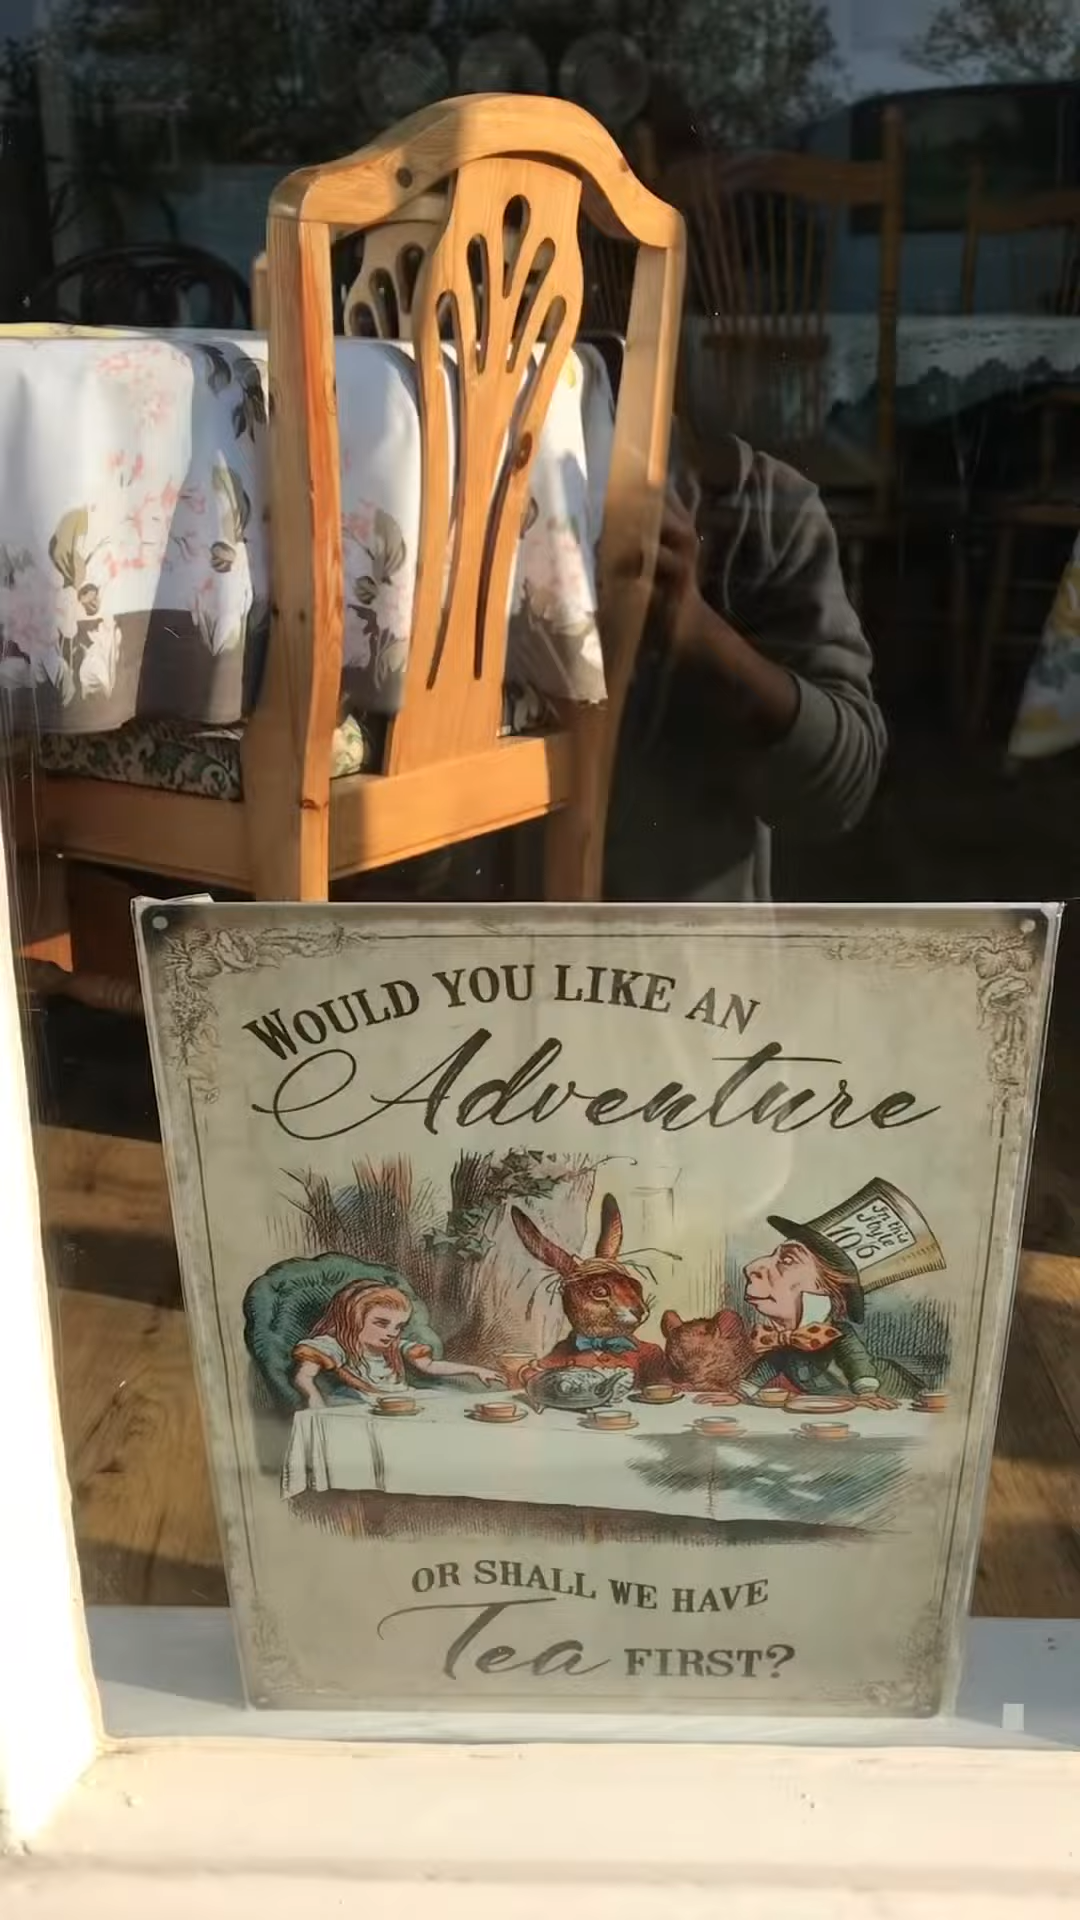 WOULD YOU LIKE AN
Adventure
In this
Style
10/6
OR SHALL WE HAVE
Tea FIRST?